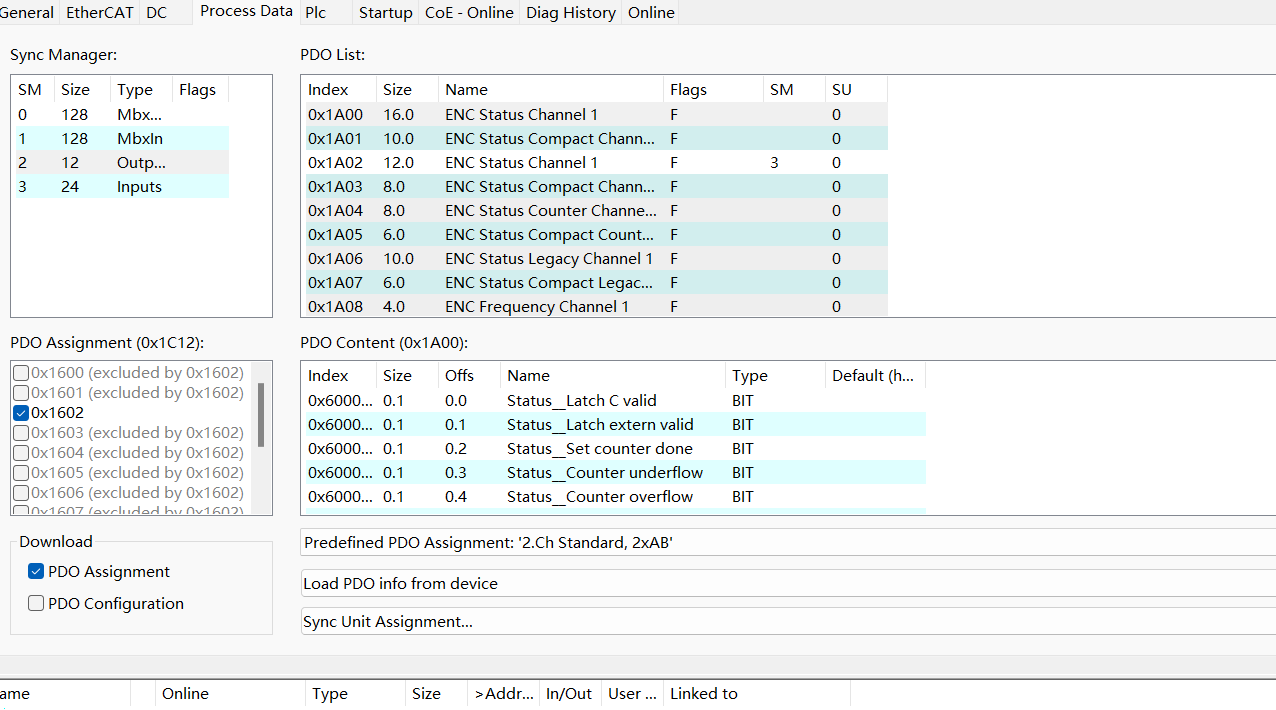 General EtherCAT DC Process Data Plc Startup CoE - Online Diag History Online
Sync Manager:
SM Size Type Flags
0 128 Mbx...
1 128 MbxIn
2 12 Outp...
3 24 Inputs
PDO List:
Index Size Name Flags SM SU
0x1A00 16.0 ENC Status Channel 1 F 0
0x1A01 10.0 ENC Status Compact Chann... F 0
0x1A02 12.0 ENC Status Channel 1 F 3 0
0x1A03 8.0 ENC Status Compact Chann... F 0
0x1A04 8.0 ENC Status Counter Channe... F 0
0x1A05 6.0 ENC Status Compact Count... F 0
0x1A06 10.0 ENC Status Legacy Channel 1 F 0
0x1A07 6.0 ENC Status Compact Legac... F 0
0x1A08 4.0 ENC Frequency Channel 1 F 0
PDO Assignment (0x1C12):
0x1600 (excluded by 0x1602)
0x1601 (excluded by 0x1602)
0x1602
0x1603 (excluded by 0x1602)
0x1604 (excluded by 0x1602)
0x1605 (excluded by 0x1602)
0x1606 (excluded by 0x1602)
0x1607 (excluded by 0x1602)
PDO Content (0x1A00):
Index Size Offs Name Type Default (h...
0x6000... 0.1 0.0 Status__Latch C valid BIT
0x6000... 0.1 0.1 Status__Latch extern valid BIT
0x6000... 0.1 0.2 Status__Set counter done BIT
0x6000... 0.1 0.3 Status__Counter underflow BIT
0x6000... 0.1 0.4 Status__Counter overflow BIT
Download
PDO Assignment
PDO Configuration
Predefined PDO Assignment: '2.Ch Standard, 2xAB'
Load PDO info from device
Sync Unit Assignment...
ame Online Type Size >Addr... In/Out User ... Linked to